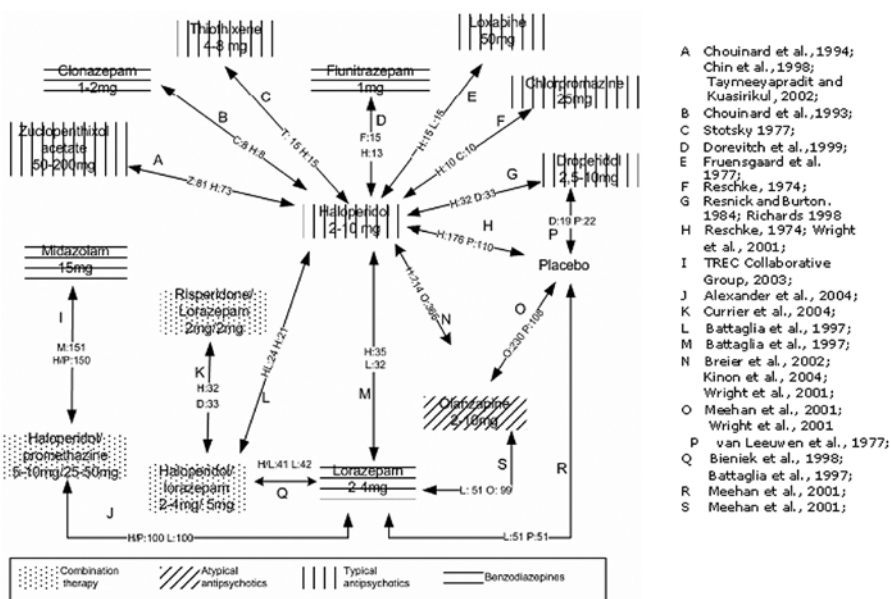 Thiothixene
4-8 mg
Loxapine
50mg
Clonazepam
1-2mg
Flunitrazepam
1mg
Chlorpromazine
25mg
Zuclopenthixol
acetate
50-200mg
Droperidol
2,5-10mg
Haloperidol
2-10 mg
Placebo
Midazolam
15mg
Risperidone/
Lorazepam
2mg/2mg
Olanzapine
2-10mg
Haloperidol/
promethazine
5-10mg/25-50mg
Haloperidol/
lorazepam
2-4mg/ 5mg
Lorazepam
2-4mg
A
Z:81 H:73
B
C:8 H:8
C
T: 15 H:15
D
F:15
H:13
E
H:15 L:15
F
H:10 C:10
G
H:32 D:33
H
H:176 P:110
P
D:19 P:22
I
M:151
H/P:150
K
H:32
D:33
L
HL:24 H:21
H:35
L:32
M
N
O
O:230 P:108
S
L: 51 O: 99
R
L:51 P:51
Q
H/L:41 L:42
J
H/P:100 L:100
Combination
therapy
Atypical
antipsychotics
Typical
antipsychotics
Benzodiazepines
A Chouinard et al.,1994;
Chin et al.,1998;
Taymeeyapradit and
Kuasirikul, 2002;
B Chouinard et al.,1993;
C Stotsky 1977;
D Dorevitch et al.,1999;
E Fruensgaard et al.
1977;
F Reschke, 1974;
G Resnick and Burton.
1984; Richards 1998
H Reschke, 1974; Wright
et al., 2001;
I TREC Collaborative
Group, 2003;
J Alexander et al., 2004;
K Currier et al., 2004;
L Battaglia et al., 1997;
M Battaglia et al., 1997;
N Breier et al., 2002;
Kinon et al., 2004;
Wright et al., 2001;
O Meehan et al., 2001;
Wright et al., 2001
P van Leeuwen et al., 1977;
Q Bieniek et al., 1998;
Battaglia et al., 1997;
R Meehan et al., 2001;
S Meehan et al., 2001;